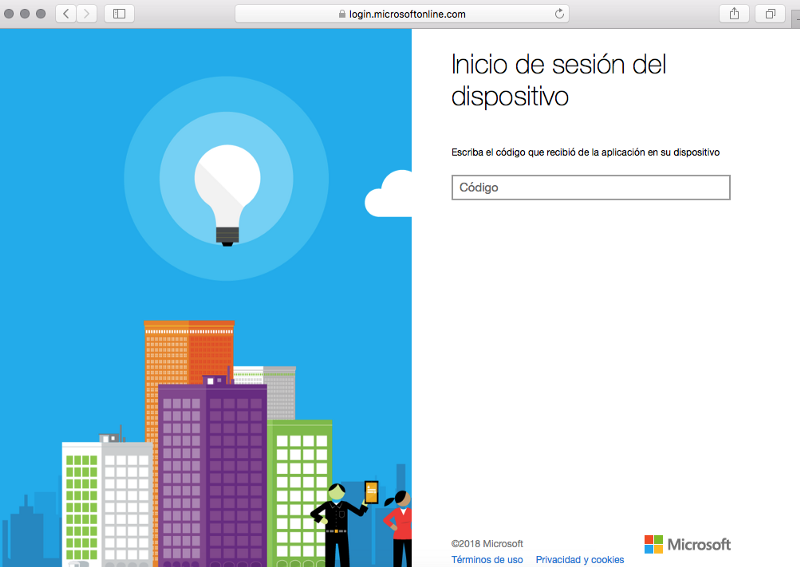 login.microsoftonline.com
Inicio de sesión del
dispositivo
Escriba el código que recibió de la aplicación en su dispositivo
Código
©2018 Microsoft
Términos de uso Privacidad y cookies
Microsoft